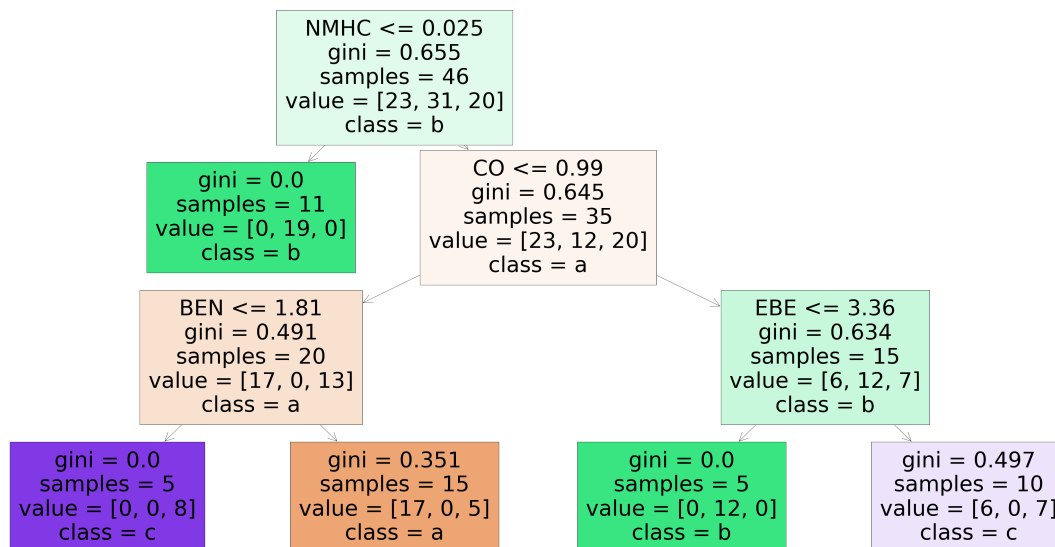 NMHC <= 0.025
gini = 0.655
samples = 46
value = [23, 31, 20]
class = b
gini = 0.0
samples = 11
value = [0, 19, 0]
class = b
CO <= 0.99
gini = 0.645
samples = 35
value = [23, 12, 20]
class = a
BEN <= 1.81
gini = 0.491
samples = 20
value = [17, 0, 13]
class = a
EBE <= 3.36
gini = 0.634
samples = 15
value = [6, 12, 7]
class = b
gini = 0.0
samples = 5
value = [0, 0, 8]
class = c
gini = 0.351
samples = 15
value = [17, 0, 5]
class = a
gini = 0.0
samples = 5
value = [0, 12, 0]
class = b
gini = 0.497
samples = 10
value = [6, 0, 7]
class = c